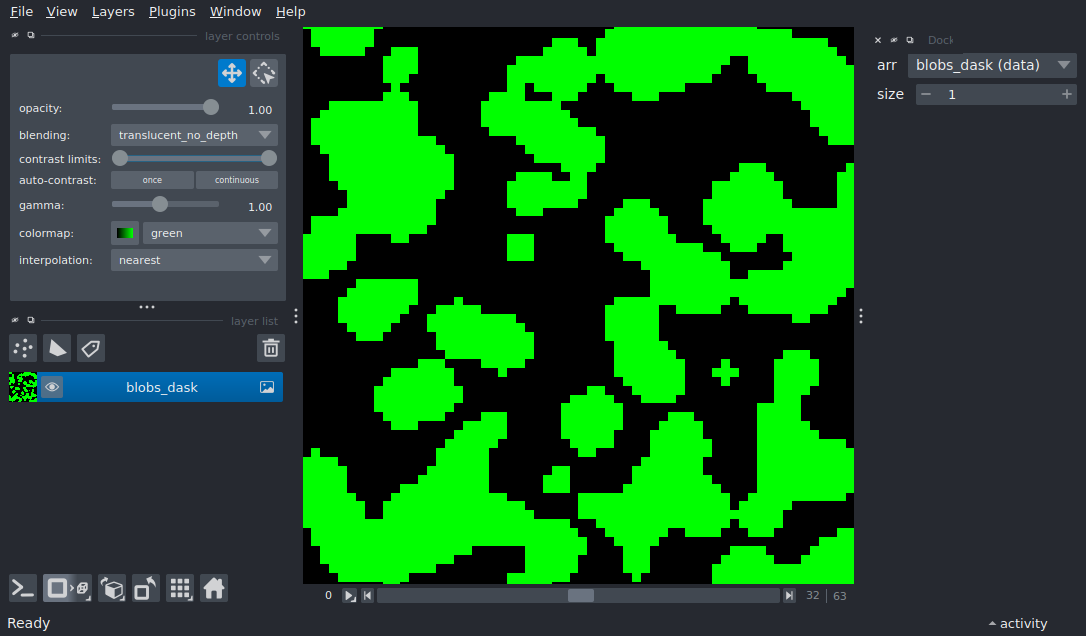 File View Layers Plugins Window Help
layer controls
opacity: 1.00
blending: translucent_no_depth
contrast limits:
auto-contrast: once continuous
gamma: 1.00
colormap: green
interpolation: nearest
layer list
blobs_dask
Dock
arr blobs_dask (data)
size 1
0 32 63
Ready
activity